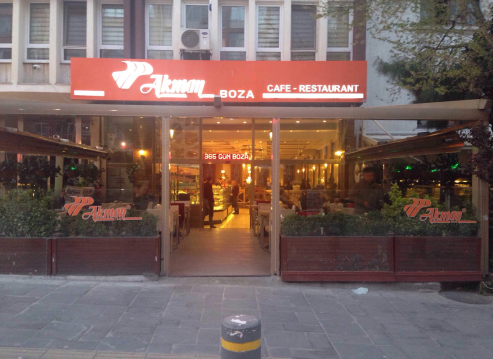 Akman BOZA CAFE - RESTAURANT
365 GÜN BOZA
Akman
Akman